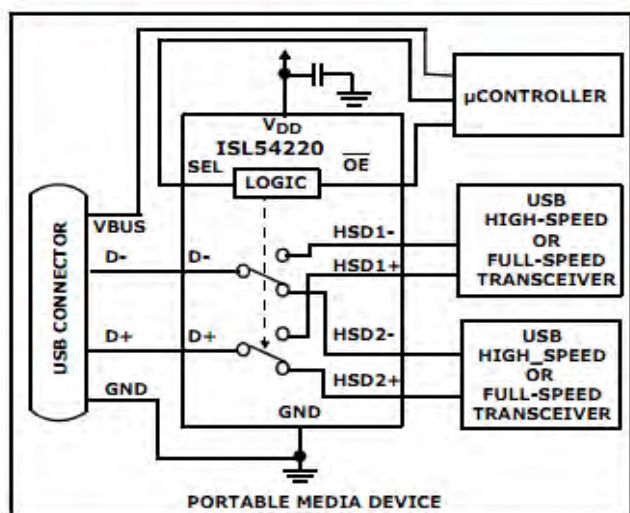 µCONTROLLER
VDD
ISL54220
SEL
LOGIC
OE
USB CONNECTOR
VBUS
D-
D-
D+
D+
GND
HSD1-
HSD1+
HSD2-
HSD2+
GND
USB
HIGH-SPEED
OR
FULL-SPEED
TRANSCEIVER
USB
HIGH_SPEED
OR
FULL-SPEED
TRANSCEIVER
PORTABLE MEDIA DEVICE